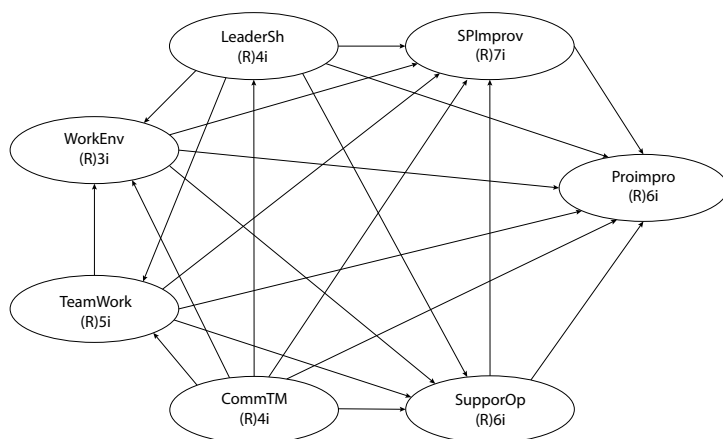 LeaderSh
(R)4i
SPImprov
(R)7i
WorkEnv
(R)3i
Proimpro
(R)6i
TeamWork
(R)5i
CommTM
(R)4i
SupporOp
(R)6i